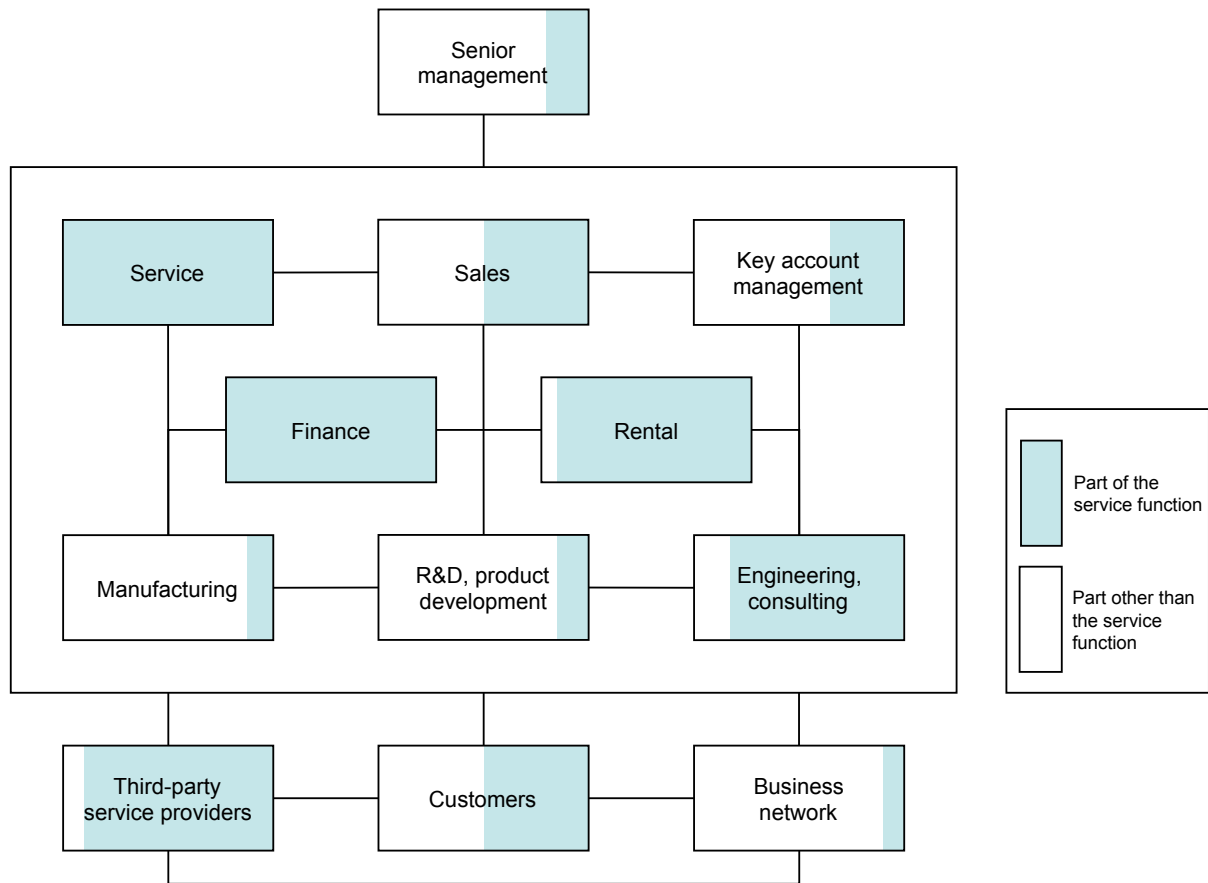 Senior
management
Service
Sales
Key account
management
Finance
Rental
Manufacturing
R&D, product
development
Engineering,
consulting
Third-party
service providers
Customers
Business
network
Part of the
service function
Part other than
the service
function